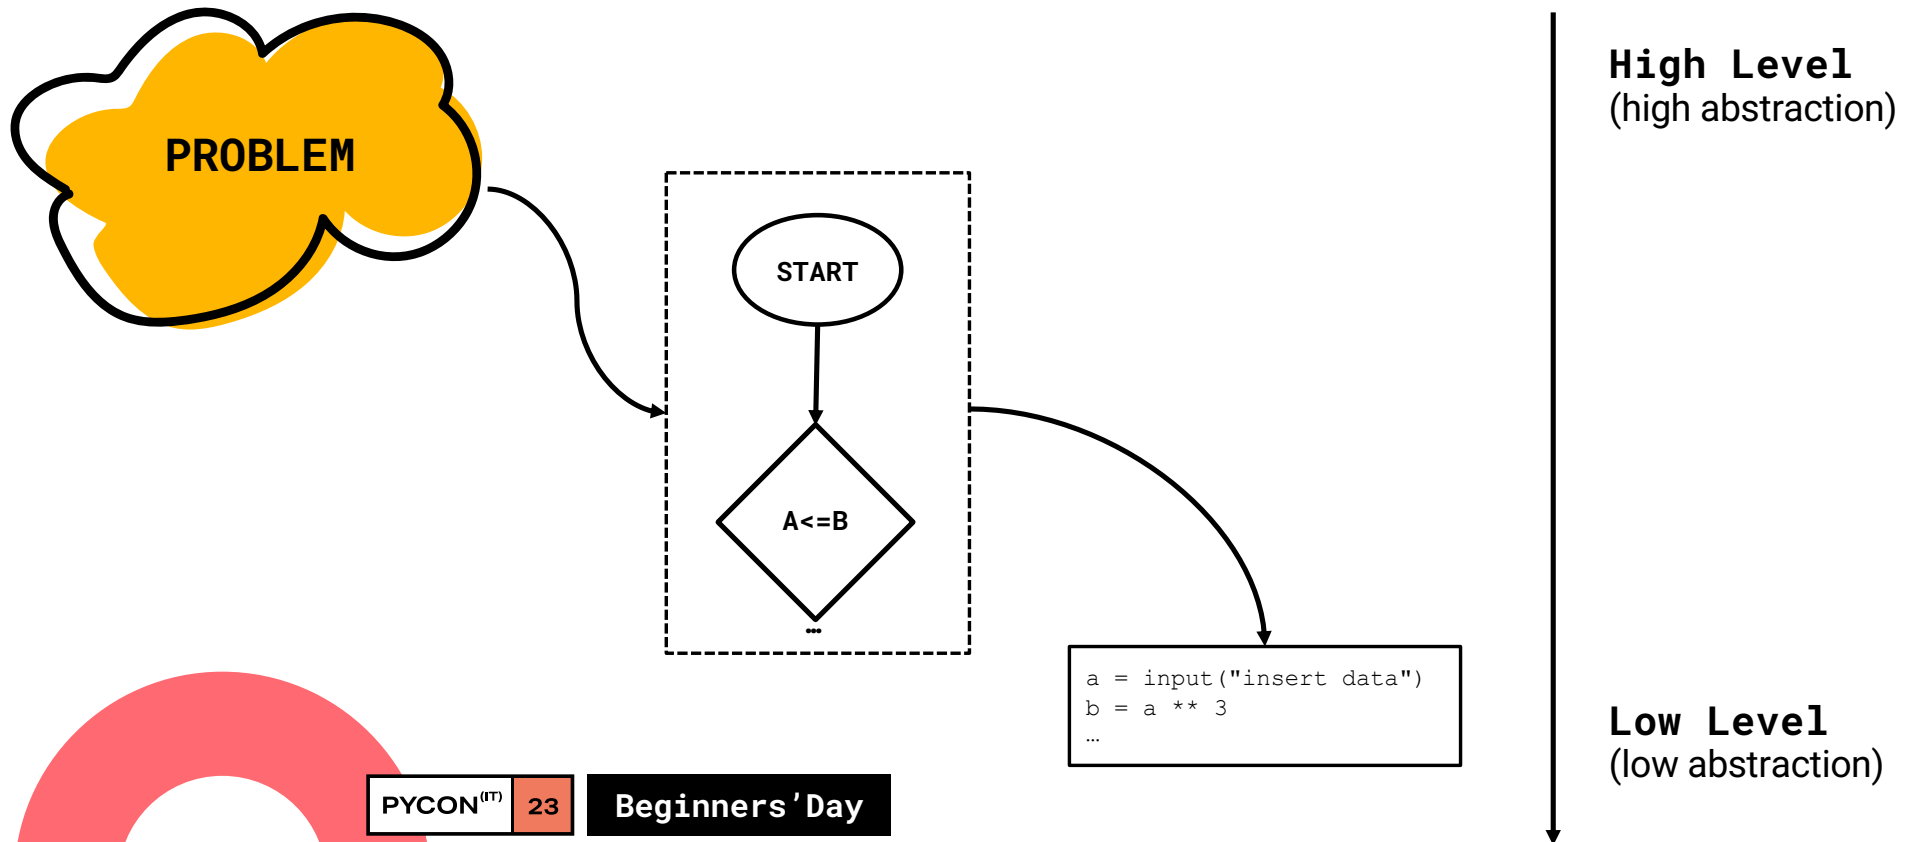 PROBLEM
High Level
(high abstraction)
START
A<=B
...
a = input("insert data")
b = a ** 3
…
Low Level
(low abstraction)
PYCON(IT) 23
Beginners’Day